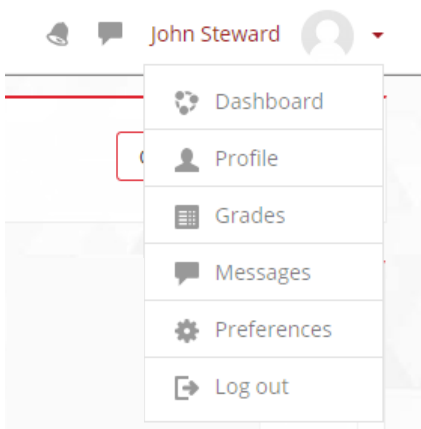 John Steward
Dashboard
Profile
Grades
Messages
Preferences
Log out